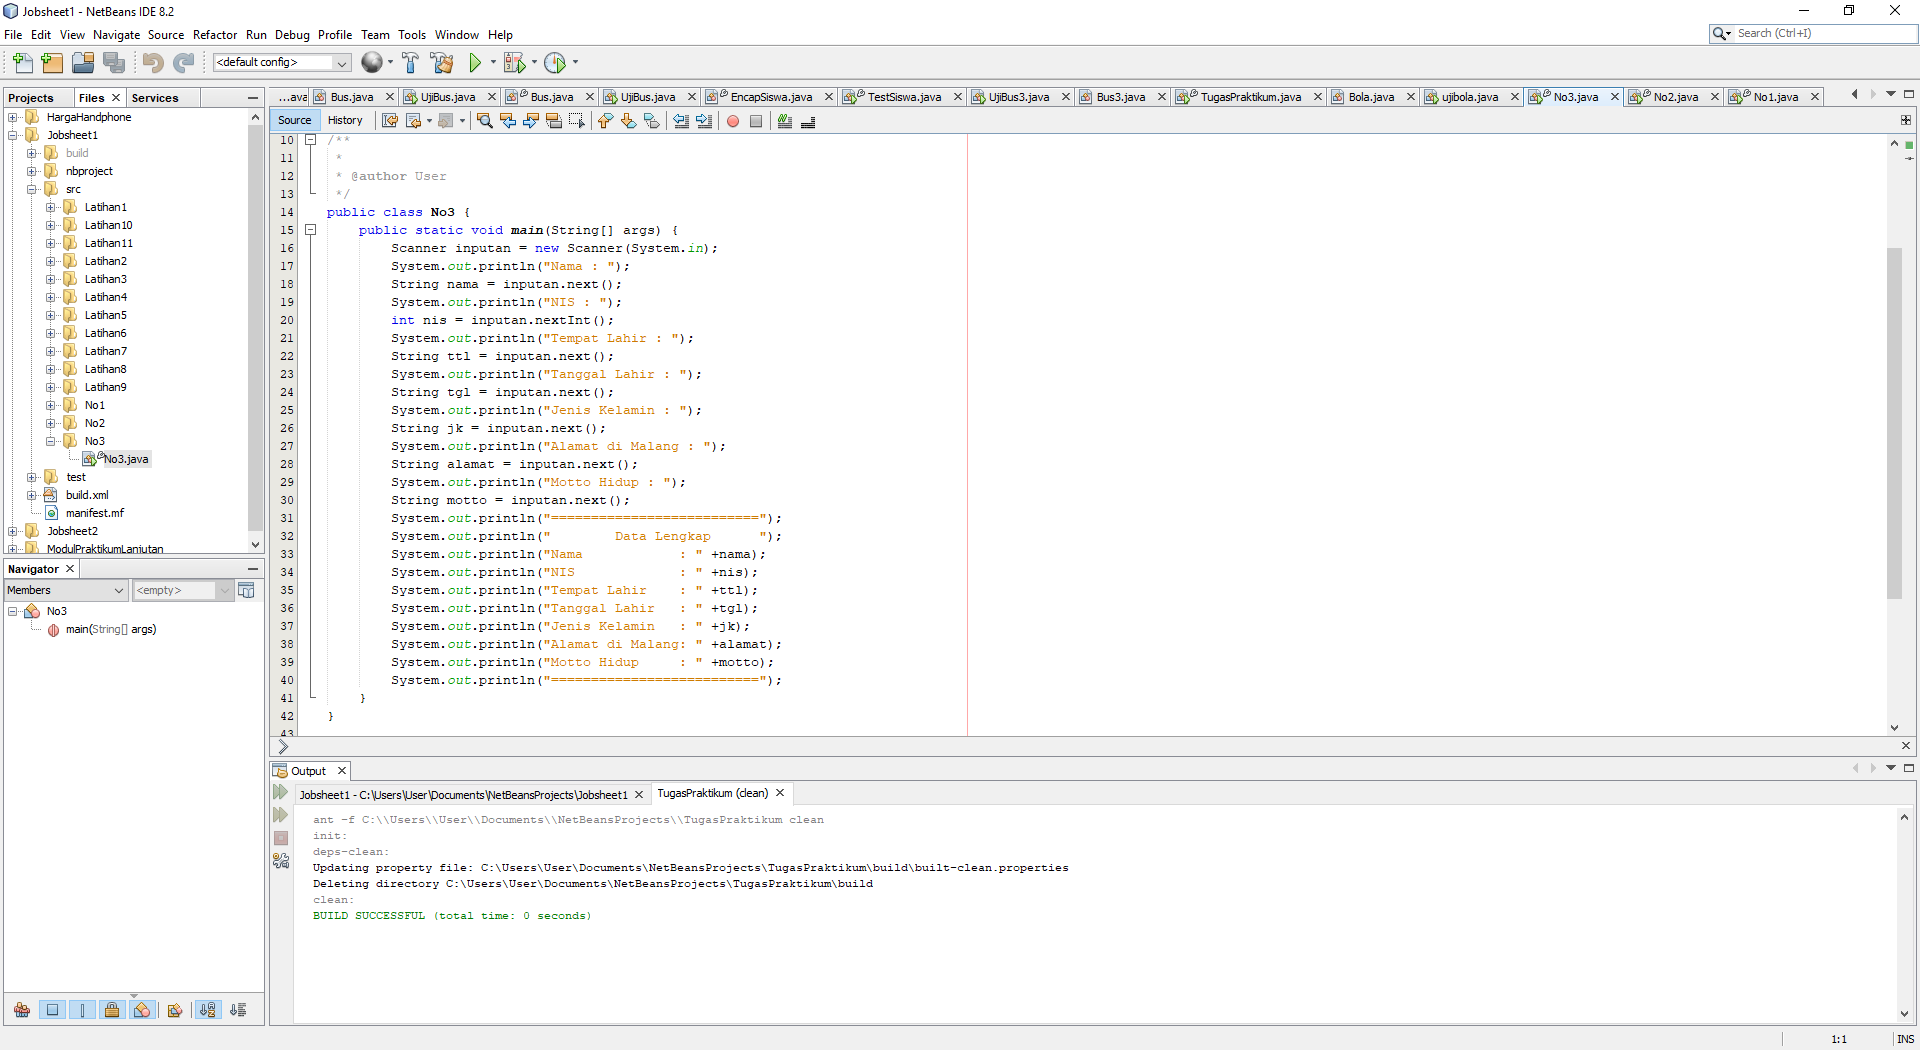 Jobsheet1 - NetBeans IDE 8.2
File Edit View Navigate Source Refactor Run Debug Profile Team Tools Window Help
Search (Ctrl+I)
<default config>
Projects Files Services
HargaHandphone
Jobsheet1
build
nbproject
src
Latihan1
Latihan10
Latihan11
Latihan2
Latihan3
Latihan4
Latihan5
Latihan6
Latihan7
Latihan8
Latihan9
No1
No2
No3
No3.java
test
build.xml
manifest.mf
Jobsheet2
ModulPraktikumLanjutan
Navigator
Members <empty>
No3
main(String[] args)
...ava Bus.java UjiBus.java Bus.java UjiBus.java EncapSiswa.java TestSiswa.java UjiBus3.java Bus3.java TugasPraktikum.java Bola.java ujibola.java No3.java No2.java No1.java
Source History
10 /**
11 *
12 * @author User
13 */
14 public class No3 {
15 public static void main(String[] args) {
16 Scanner inputan = new Scanner(System.in);
17 System.out.println("Nama : ");
18 String nama = inputan.next();
19 System.out.println("NIS : ");
20 int nis = inputan.nextInt();
21 System.out.println("Tempat Lahir : ");
22 String ttl = inputan.next();
23 System.out.println("Tanggal Lahir : ");
24 String tgl = inputan.next();
25 System.out.println("Jenis Kelamin : ");
26 String jk = inputan.next();
27 System.out.println("Alamat di Malang : ");
28 String alamat = inputan.next();
29 System.out.println("Motto Hidup : ");
30 String motto = inputan.next();
31 System.out.println("==========================");
32 System.out.println("        Data Lengkap      ");
33 System.out.println("Nama            : " +nama);
34 System.out.println("NIS             : " +nis);
35 System.out.println("Tempat Lahir    : " +ttl);
36 System.out.println("Tanggal Lahir   : " +tgl);
37 System.out.println("Jenis Kelamin   : " +jk);
38 System.out.println("Alamat di Malang: " +alamat);
39 System.out.println("Motto Hidup     : " +motto);
40 System.out.println("==========================");
41 }
42 }
43
Output
Jobsheet1 - C:\Users\User\Documents\NetBeansProjects\Jobsheet1 TugasPraktikum (clean)
ant -f C:\\Users\\User\\Documents\\NetBeansProjects\\TugasPraktikum clean
init:
deps-clean:
Updating property file: C:\Users\User\Documents\NetBeansProjects\TugasPraktikum\build\built-clean.properties
Deleting directory C:\Users\User\Documents\NetBeansProjects\TugasPraktikum\build
clean:
BUILD SUCCESSFUL (total time: 0 seconds)
1:1 INS